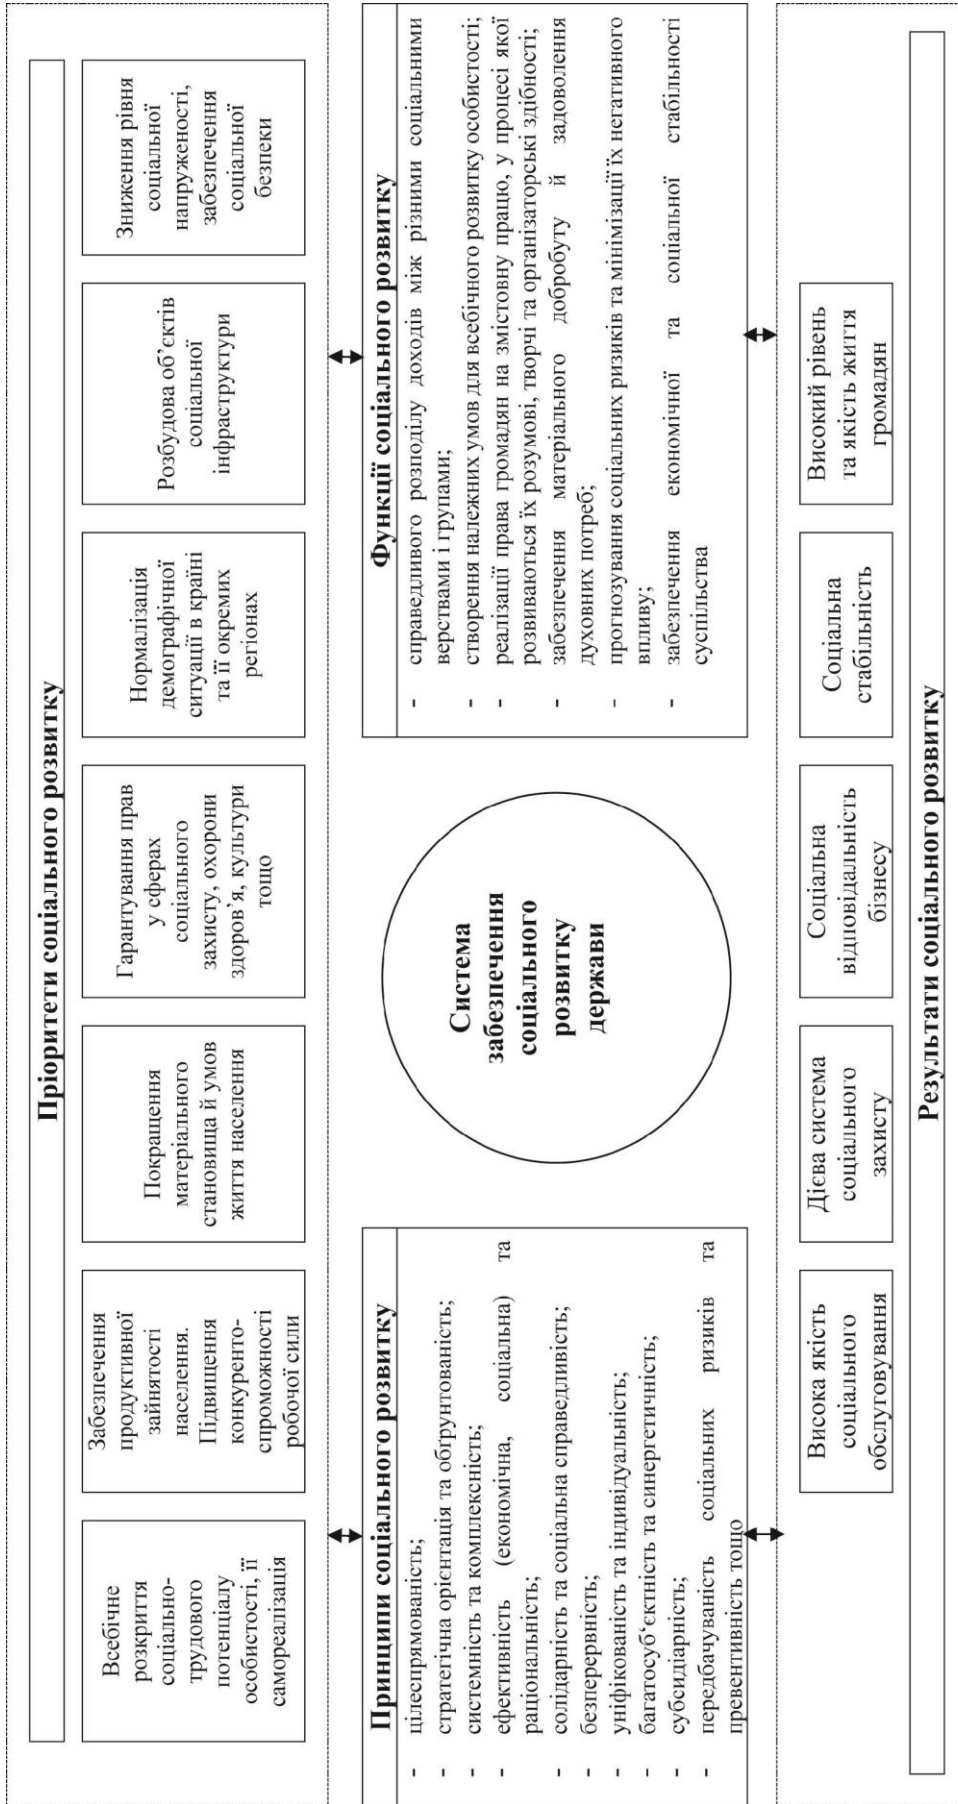 Пріоритети соціального розвитку
Всебічне
розкриття
соціально-
трудового
потенціалу
особистості, її
самореалізація
Забезпечення
продуктивної
зайнятості
населення.
Підвищення
конкуренто-
спроможності
робочої сили
Покращення
матеріального
становища й умов
життя населення
Гарантування прав
у сферах
соціального
захисту, охорони
здоров’я, культури
тощо
Нормалізація
демографічної
ситуації в країні
та її окремих
регіонах
Розбудова об’єктів
соціальної
інфраструктури
Зниження рівня
соціальної
напруженості,
забезпечення
соціальної
безпеки
Принципи соціального розвитку
- цілеспрямованість;
- стратегічна орієнтація та обґрунтованість;
- системність та комплексність;
- ефективність (економічна, соціальна) та
раціональність;
- солідарність та соціальна справедливість;
- безперервність;
- уніфікованість та індивідуальність;
- багатосуб‘єктність та синергетичність;
- субсидіарність;
- передбачуваність соціальних ризиків та
превентивність тощо
Система
забезпечення
соціального
розвитку
держави
Функції соціального розвитку
- справедливого розподілу доходів між різними соціальними
верствами і групами;
- створення належних умов для всебічного розвитку особистості;
- реалізації права громадян на змістовну працю, у процесі якої
розвиваються їх розумові, творчі та організаторські здібності;
- забезпечення матеріального добробуту й задоволення
духовних потреб;
- прогнозування соціальних ризиків та мінімізації їх негативного
впливу;
- забезпечення економічної та соціальної стабільності
суспільства
Висока якість
соціального
обслуговування
Дієва система
соціального
захисту
Соціальна
відповідальність
бізнесу
Соціальна
стабільність
Високий рівень
та якість життя
громадян
Результати соціального розвитку